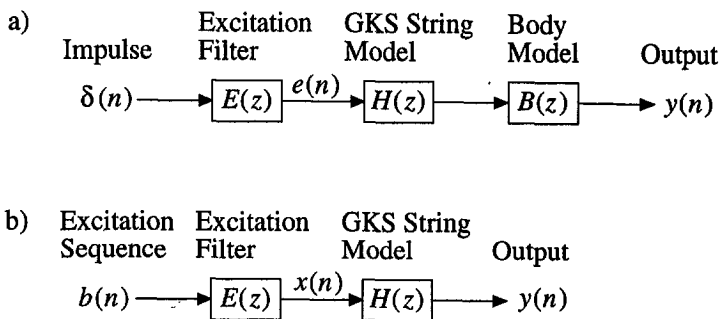 a)
Impulse
Excitation
Filter
GKS String
Model
Body
Model
Output
δ(n)
E(z)
e(n)
H(z)
B(z)
y(n)
b)
Excitation
Sequence
Excitation
Filter
GKS String
Model
Output
b(n)
E(z)
x(n)
H(z)
y(n)